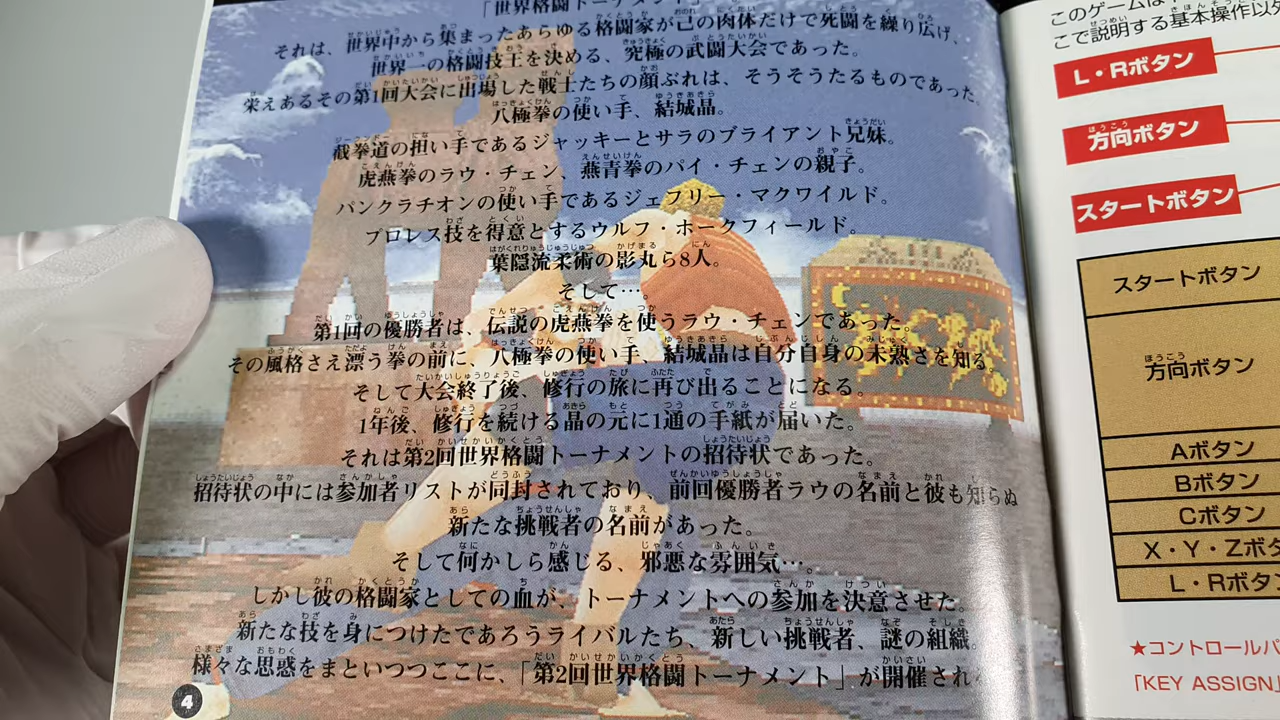 「世界格闘トーナメント」
それは、世界中から集まったあらゆる格闘家が己の肉体だけで死闘を繰り広げ、
世界一の格闘技王を決める、究極の武闘大会であった。
栄えあるその第1回大会に出場した戦士たちの顔ぶれは、そうそうたるものであった。
八極拳の使い手、結城晶。
截拳道の担い手であるジャッキーとサラのブライアント兄妹。
虎燕拳のラウ・チェン、燕青拳のパイ・チェンの親子。
パンクラチオンの使い手であるジェフリー・マクワイルド。
プロレス技を得意とするウルフ・ホークフィールド。
葉隠流柔術の影丸ら8人。
そして…。
第1回の優勝者は、伝説の虎燕拳を使うラウ・チェンであった。
その風格さえ漂う拳の前に、八極拳の使い手、結城晶は自分自身の未熟さを知る。
そして大会終了後、修行の旅に再び出ることになる。
1年後、修行を続ける晶の元に1通の手紙が届いた。
それは第2回世界格闘トーナメントの招待状であった。
招待状の中には参加者リストが同封されており、前回優勝者ラウの名前と彼も知らぬ
新たな挑戦者の名前があった。
そして何かしら感じる、邪悪な雰囲気…。
しかし彼の格闘家としての血が、トーナメントへの参加を決意させた。
新たな技を身につけたであろうライバルたち、新しい挑戦者、謎の組織。
様々な思惑をまといつつここに、「第2回世界格闘トーナメント」が開催され
4
このゲームは
こで説明する基本操作以外
L・Rボタン
方向ボタン
スタートボタン
スタートボタン
方向ボタン
Aボタン
Bボタン
Cボタン
X・Y・Zボタ
L・Rボタン
★コントロールパ
「KEY ASSIGN」